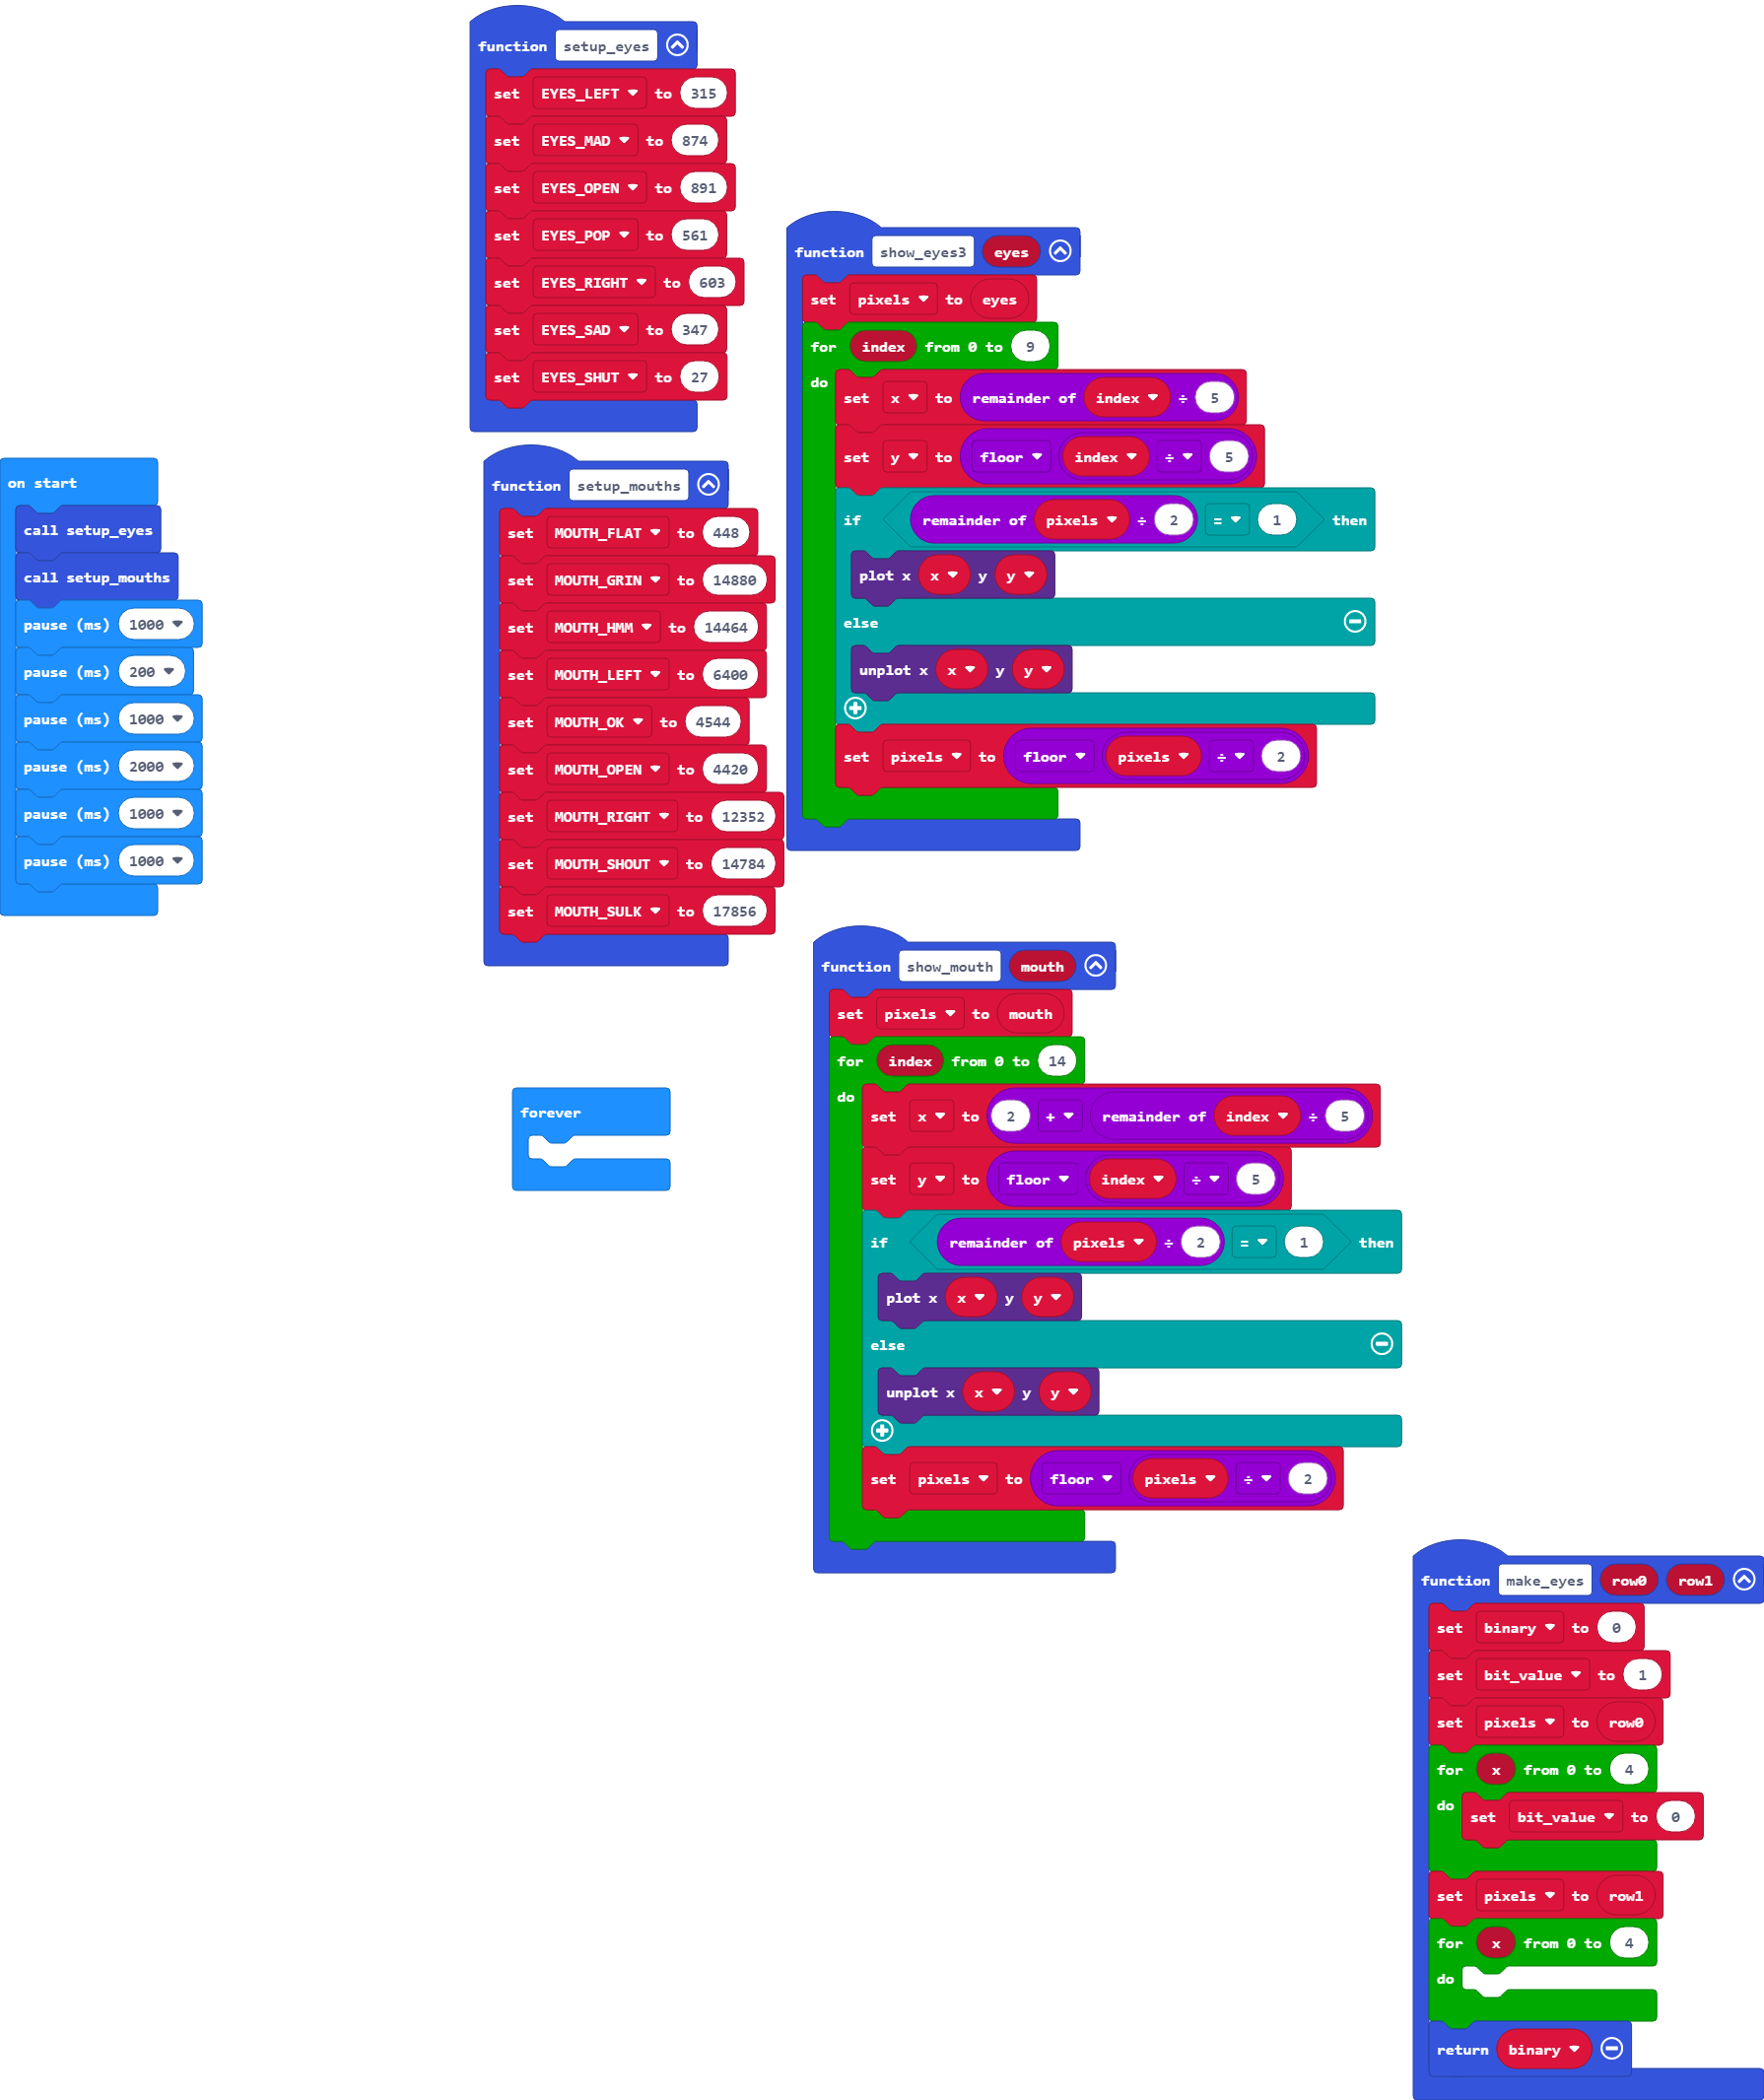 function setup_eyes
set EYES_LEFT to 315
set EYES_MAD to 874
set EYES_OPEN to 891
set EYES_POP to 561
set EYES_RIGHT to 603
set EYES_SAD to 347
set EYES_SHUT to 27
on start
call setup_eyes
call setup_mouths
pause (ms) 1000
pause (ms) 200
pause (ms) 1000
pause (ms) 2000
pause (ms) 1000
pause (ms) 1000
function setup_mouths
set MOUTH_FLAT to 448
set MOUTH_GRIN to 14880
set MOUTH_HMM to 14464
set MOUTH_LEFT to 6400
set MOUTH_OK to 4544
set MOUTH_OPEN to 4420
set MOUTH_RIGHT to 12352
set MOUTH_SHOUT to 14784
set MOUTH_SULK to 17856
function show_eyes3 eyes
set pixels to eyes
for index from 0 to 9
do
set x to remainder of index ÷ 5
set y to floor index ÷ 5
if remainder of pixels ÷ 2 = 1 then
plot x x y y
else
unplot x x y y
set pixels to floor pixels ÷ 2
function show_mouth mouth
set pixels to mouth
for index from 0 to 14
do
set x to 2 + remainder of index ÷ 5
set y to floor index ÷ 5
if remainder of pixels ÷ 2 = 1 then
plot x x y y
else
unplot x x y y
set pixels to floor pixels ÷ 2
forever
function make_eyes row0 row1
set binary to 0
set bit_value to 1
set pixels to row0
for x from 0 to 4
do
set bit_value to 0
set pixels to row1
for x from 0 to 4
do
return binary